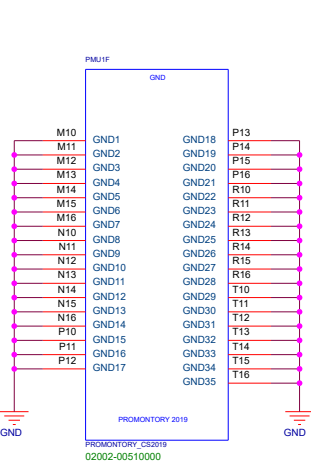 PMU1F
GND
M10 GND1 GND18 P13
M11 GND2 GND19 P14
M12 GND3 GND20 P15
M13 GND4 GND21 P16
M14 GND5 GND22 R10
M15 GND6 GND23 R11
M16 GND7 GND24 R12
N10 GND8 GND25 R13
N11 GND9 GND26 R14
N12 GND10 GND27 R15
N13 GND11 GND28 R16
N14 GND12 GND29 T10
N15 GND13 GND30 T11
N16 GND14 GND31 T12
P10 GND15 GND32 T13
P11 GND16 GND33 T14
P12 GND17 GND34 T15
GND35 T16
PROMONTORY 2019
GND GND
PROMONTORY_CS2019
02002-00510000